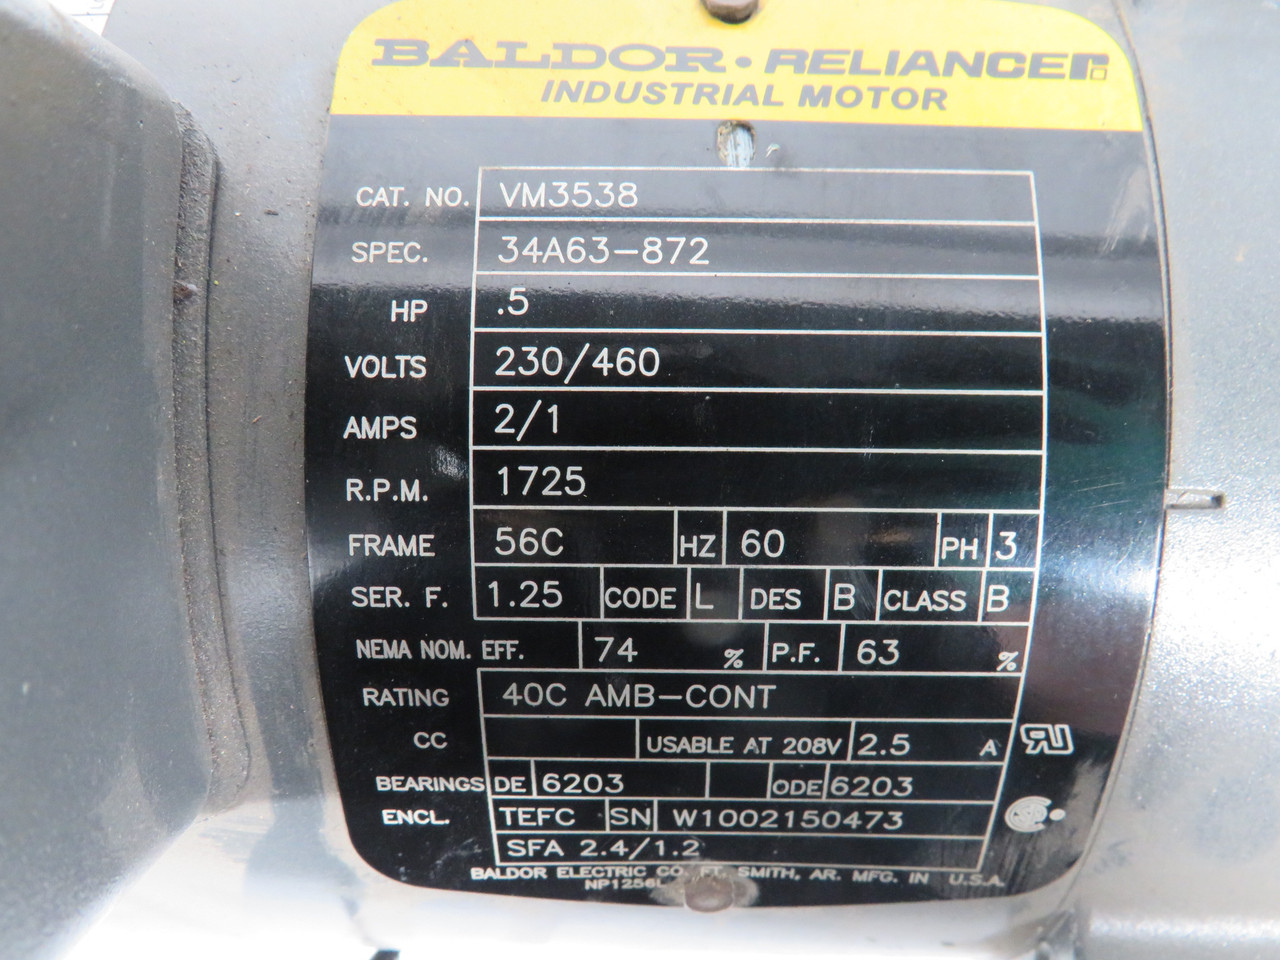 BALDOR • RELIANCER
INDUSTRIAL MOTOR
CAT. NO. VM3538
SPEC. 34A63-872
HP .5
VOLTS 230/460
AMPS 2/1
R.P.M. 1725
FRAME 56C HZ 60 PH 3
SER. F. 1.25 CODE L DES B CLASS B
NEMA NOM. EFF. 74 % P.F. 63 %
RATING 40C AMB-CONT
CC USABLE AT 208V 2.5 A
BEARINGS DE 6203 ODE 6203
ENCL. TEFC SN W1002150473
SFA 2.4/1.2
BALDOR ELECTRIC CO. FT. SMITH, AR. MFG. IN U.S.A.